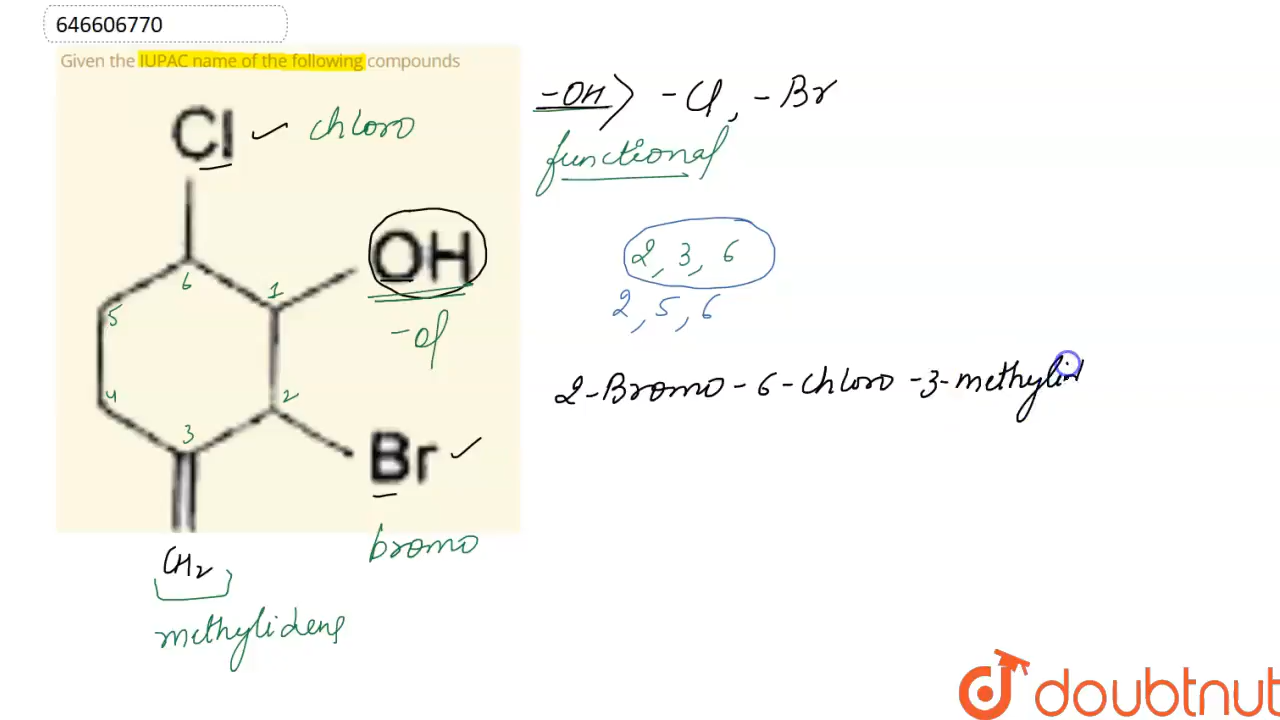 646606770
Given the IUPAC name of the following compounds
Cl chloro
OH
-ol
6
1
5
4
2
3
Br
CH2
bromo
methylidene
-OH > -Cl, -Br
functional
2, 3, 6
2, 5, 6
2-Bromo-6-chloro-3-methylid
doubtnut